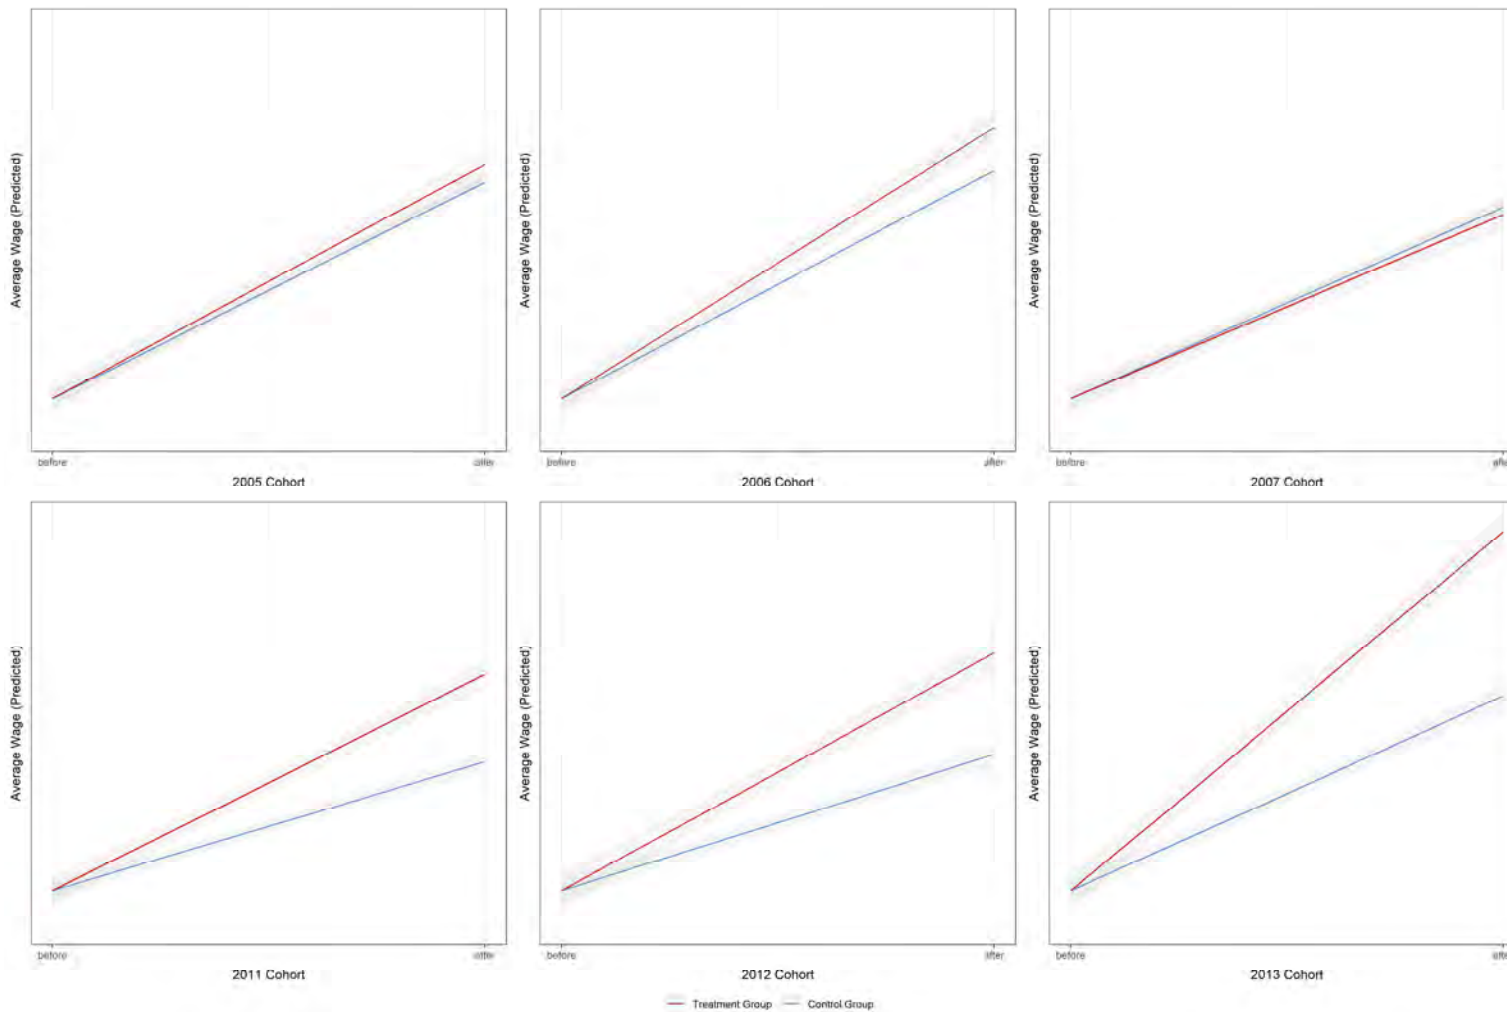 Average Wage (Predicted)
before
after
2005 Cohort
Average Wage (Predicted)
before
after
2006 Cohort
Average Wage (Predicted)
before
2007 Cohort
Average Wage (Predicted)
before
after
2011 Cohort
Average Wage (Predicted)
before
after
2012 Cohort
Average Wage (Predicted)
before
2013 Cohort
Treatment Group
Control Group